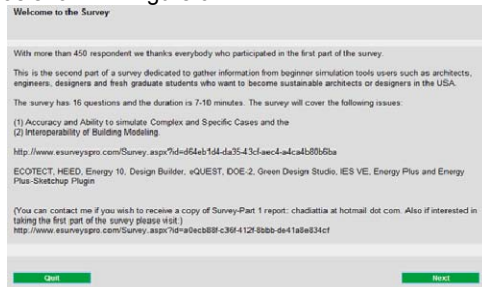 Welcome to the Survey
With more than 450 respondent we thanks everybody who participated in the first part of the survey.
This is the second part of a survey dedicated to gather information from beginnor simulation tools users such as architects,
engineers, designers and fresh graduate students who want to become sustainable architects or designers in the USA.
The survey has 16 questions and the duration is 7-10 minutes. The survey will cover the following issues:
(1) Accuracy and Ability to simulate Complex and Specific Cases and the
(2) Interoperability of Building Modeling.
http://www.esurveyspro.com/Survey.aspx?id=d64eb1d4-da35-43cf-aec4-a4ca4b80b6ba
ECOTECT, HEED, Energy 10, Design Builder, eQUEST, DOE-2, Green Design Studio, IES VE, Energy Plus and Energy
Plus-Sketchup Plugin
(You can contact me if you wish to receive a copy of Survey-Part 1 report: chadiattia at hotmail dot com. Also if interested in
taking the first part of the survey please visit:)
http://www.esurveyspro.com/Survey.aspx?id=a0ecb88f-c36f-412f-8bbb-de41a8e834cf
Quit
Next